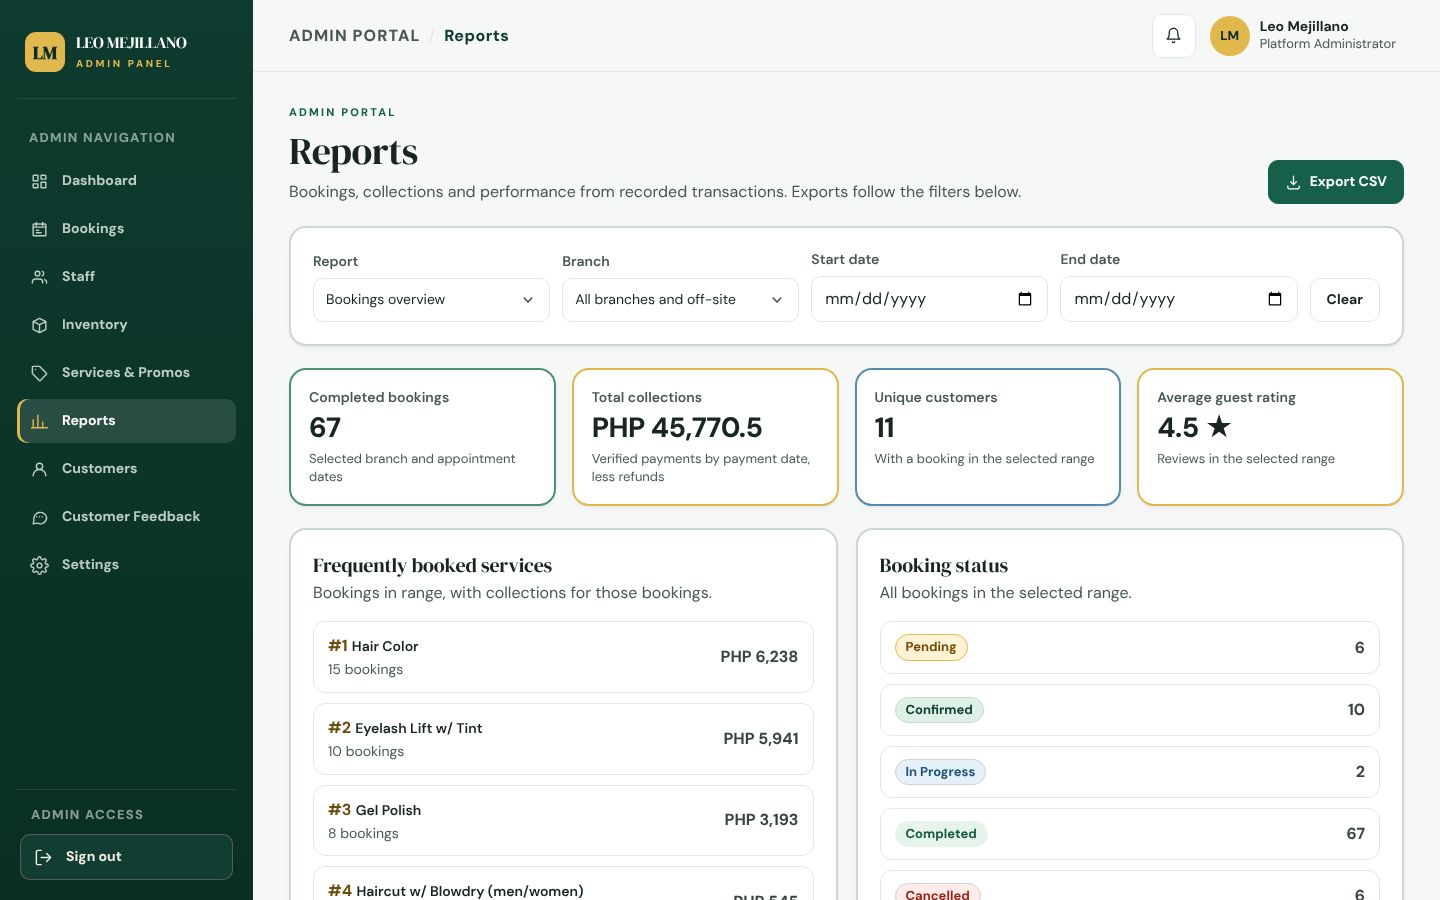 LM
LEO MEJILLANO
ADMIN PANEL
ADMIN NAVIGATION
Dashboard
Bookings
Staff
Inventory
Services & Promos
Reports
Customers
Customer Feedback
Settings
ADMIN ACCESS
Sign out
ADMIN PORTAL / Reports
LM
Leo Mejillano
Platform Administrator
ADMIN PORTAL
Reports
Bookings, collections and performance from recorded transactions. Exports follow the filters below.
Export CSV
Report
Bookings overview
Branch
All branches and off-site
Start date
mm/dd/yyyy
End date
mm/dd/yyyy
Clear
Completed bookings
67
Selected branch and appointment
dates
Total collections
PHP 45,770.5
Verified payments by payment date,
less refunds
Unique customers
11
With a booking in the selected range
Average guest rating
4.5 ★
Reviews in the selected range
Frequently booked services
Bookings in range, with collections for those bookings.
#1 Hair Color
15 bookings
PHP 6,238
#2 Eyelash Lift w/ Tint
10 bookings
PHP 5,941
#3 Gel Polish
8 bookings
PHP 3,193
#4 Haircut w/ Blowdry (men/women)
PHP 545
Booking status
All bookings in the selected range.
Pending 6
Confirmed 10
In Progress 2
Completed 67
Cancelled 6